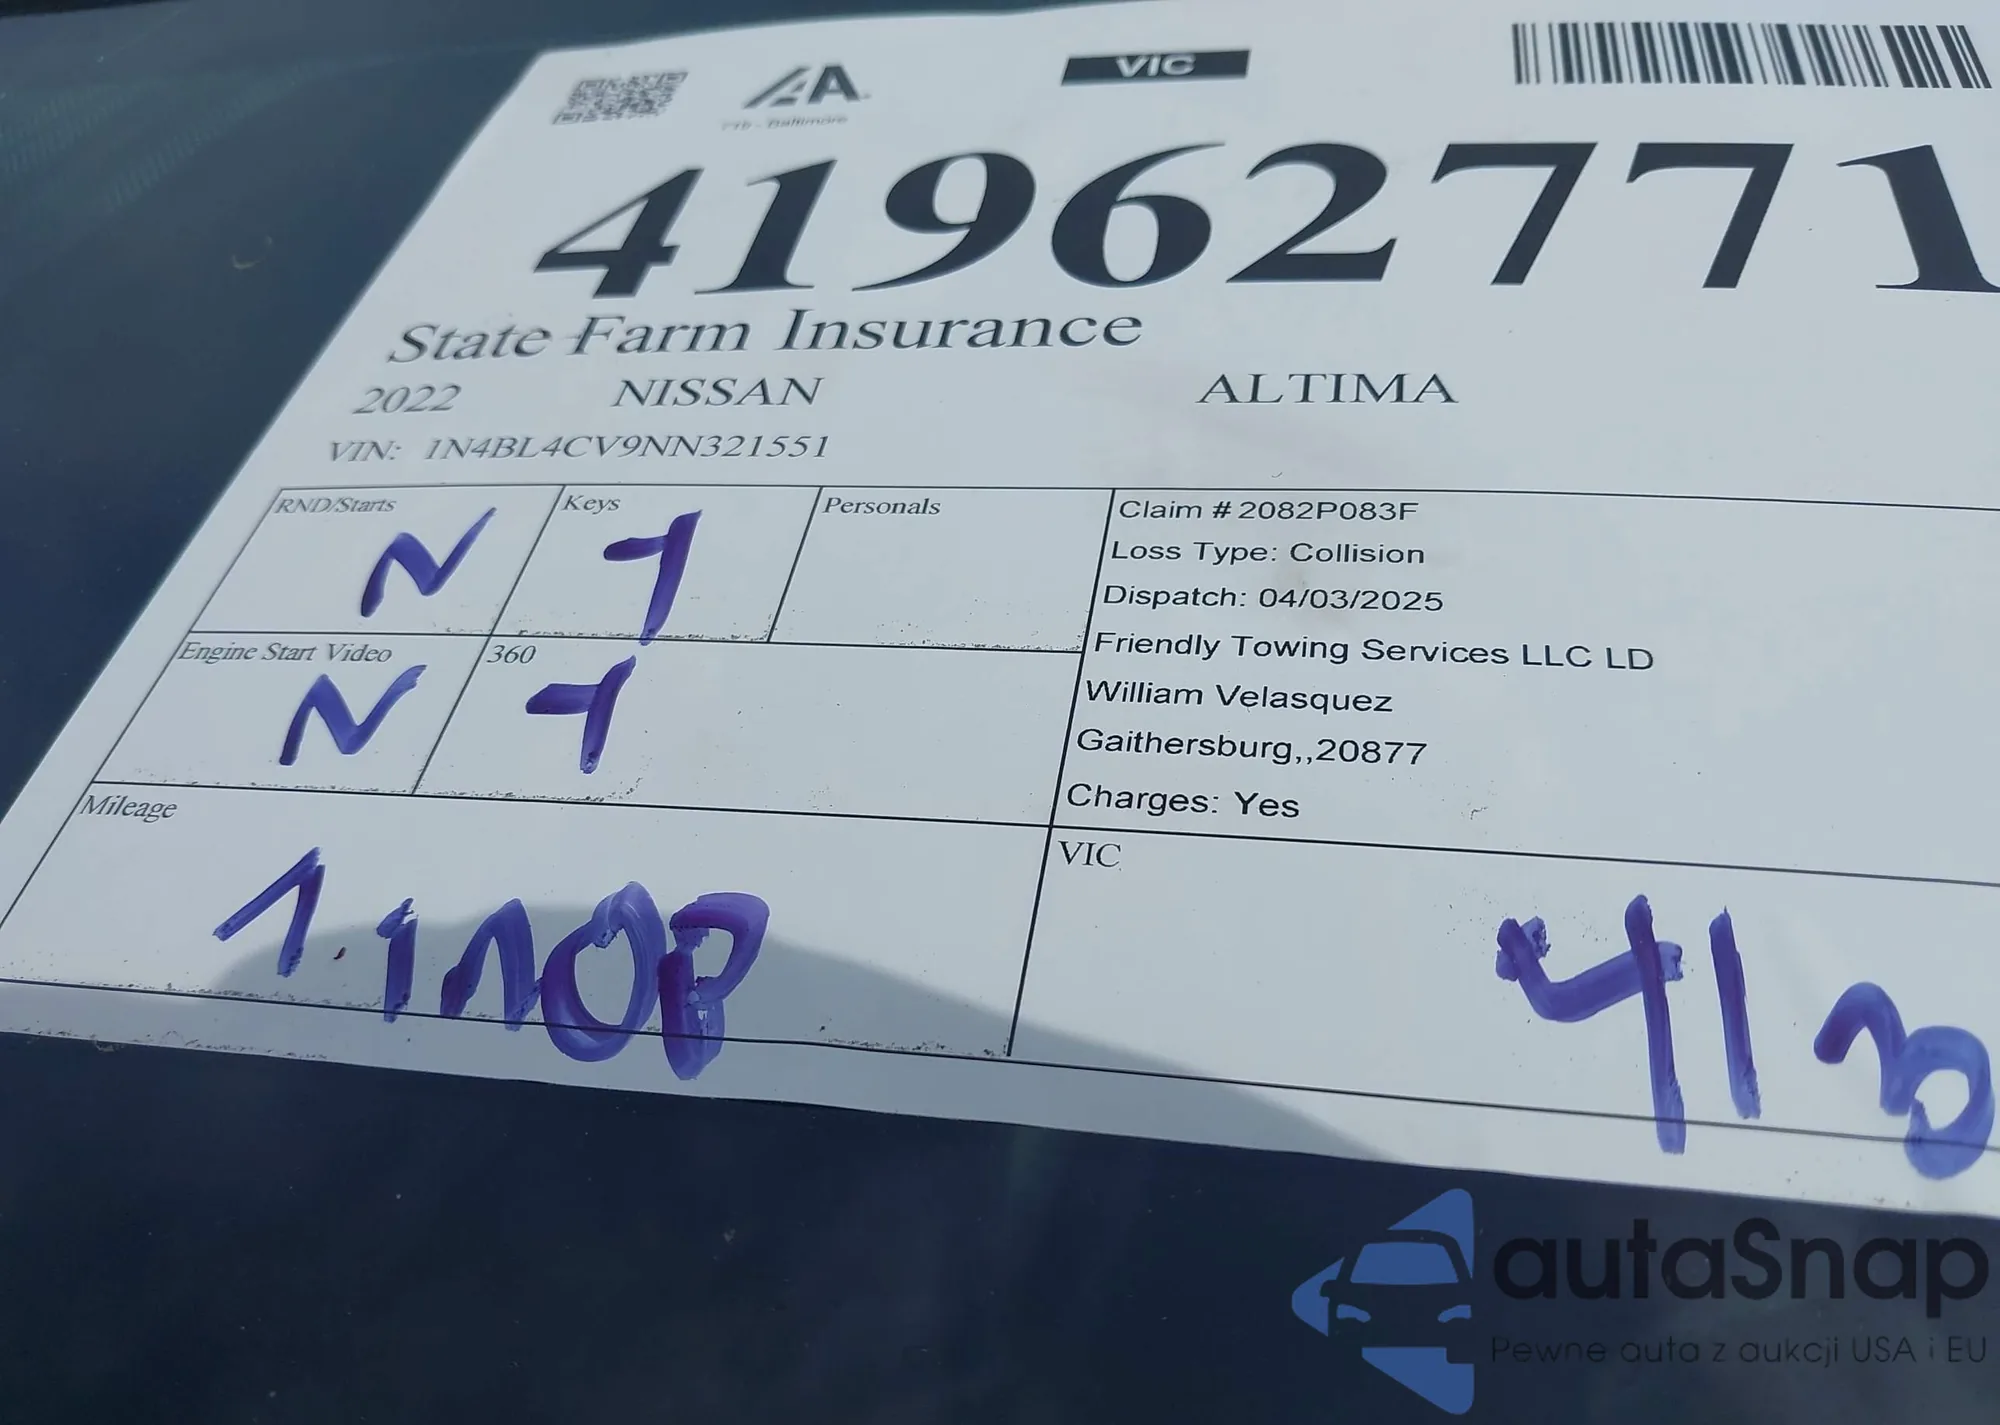 IAA
VIC
Baltimore
41962771
State Farm Insurance
2022 NISSAN ALTIMA
VIN: 1N4BL4CV9NN321551
RND/Starts N Keys Y Personals
Claim # 2082P083F
Loss Type: Collision
Dispatch: 04/03/2025
Friendly Towing Services LLC LD
William Velasquez
Gaithersburg,,20877
Charges: Yes
Engine Start Video N 360 Y
Mileage
VIC
autaSnap
Pewne auta z aukcji USA i EU